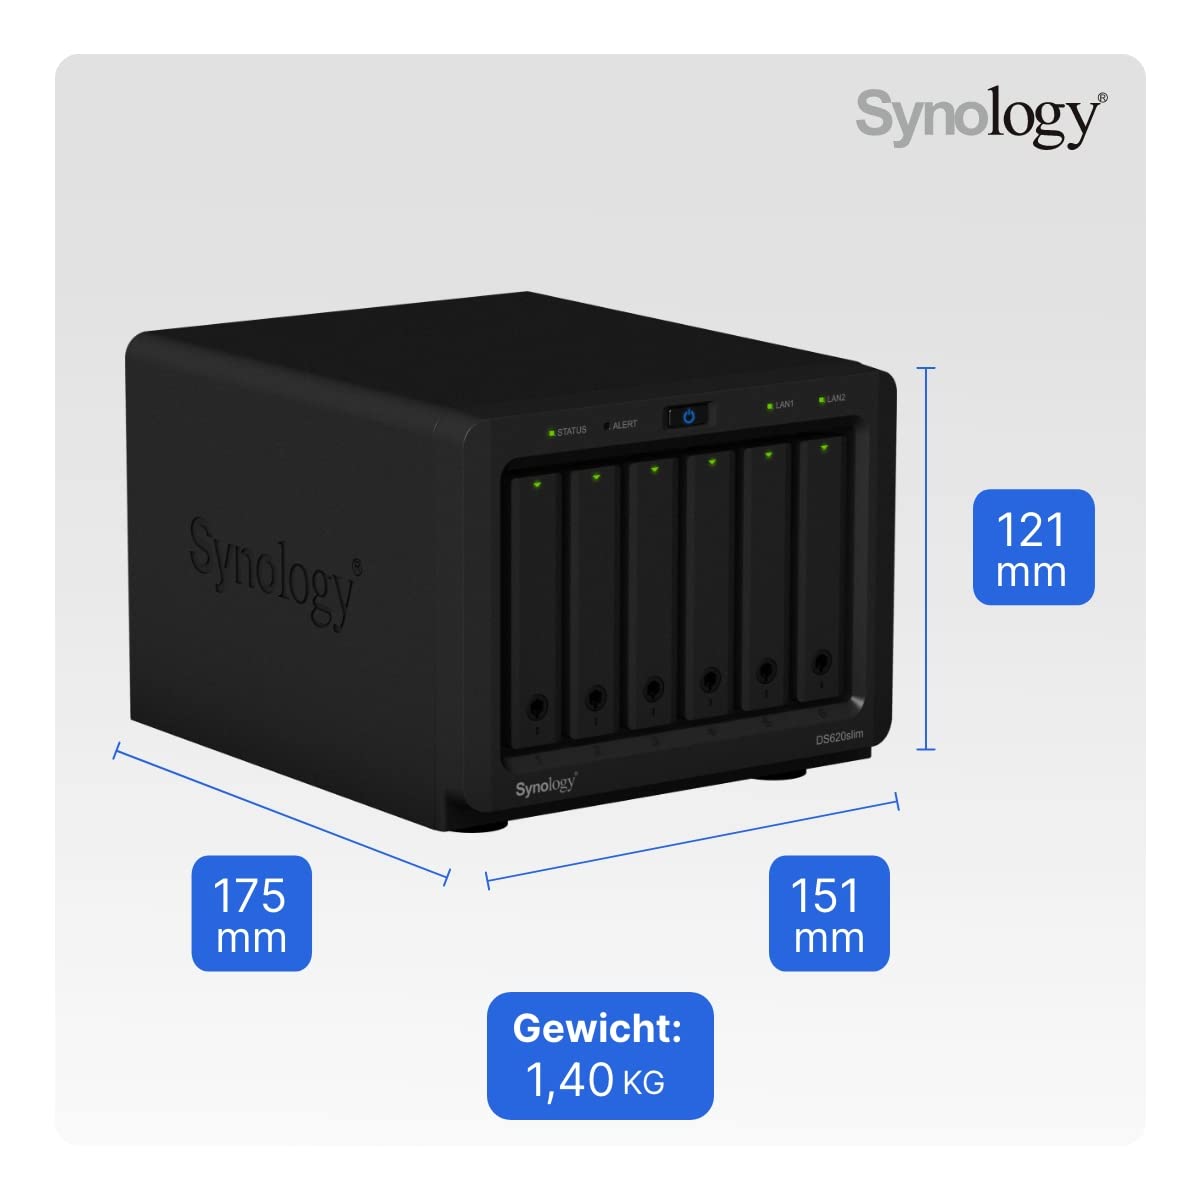 Synology®
STATUS
ALERT
LAN1
LAN2
Synology®
121
mm
DS620slim
Synology®
175
mm
151
mm
Gewicht:
1,40 KG